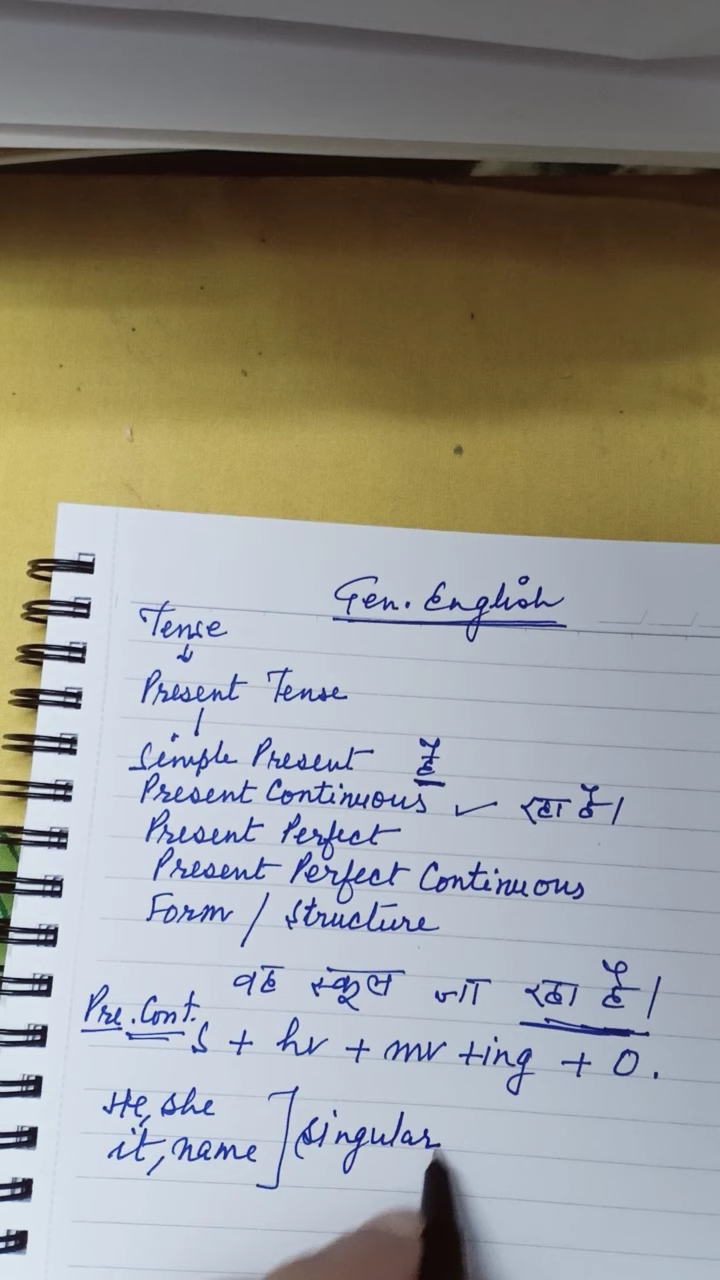 Gen. English
Tense
↓
Present Tense
Simple Present है
Present Continuous ✓ रहा है।
Present Perfect
Present Perfect Continuous
Form / Structure
वह स्कूल जा रहा है।
Pre. Cont. S + hv + mv + ing + O.
He, she
it, name ] singular